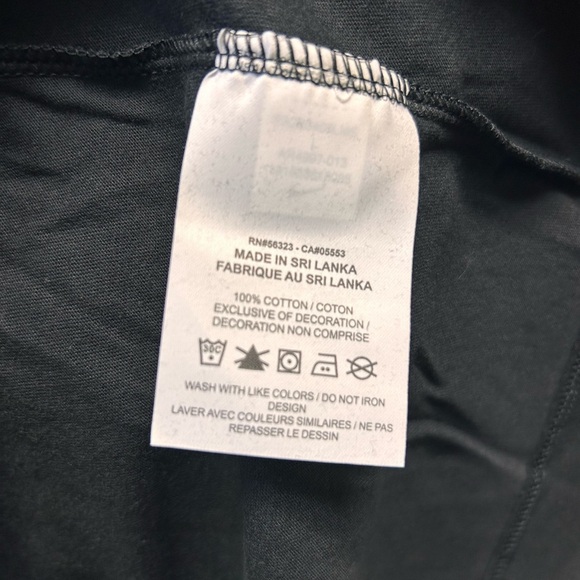 RN#56323 - CA#05553
MADE IN SRI LANKA
FABRIQUE AU SRI LANKA
100% COTTON / COTON
EXCLUSIVE OF DECORATION /
DECORATION NON COMPRISE
30C
WASH WITH LIKE COLORS / DO NOT IRON
DESIGN
LAVER AVEC COULEURS SIMILAIRES / NE PAS
REPASSER LE DESSIN